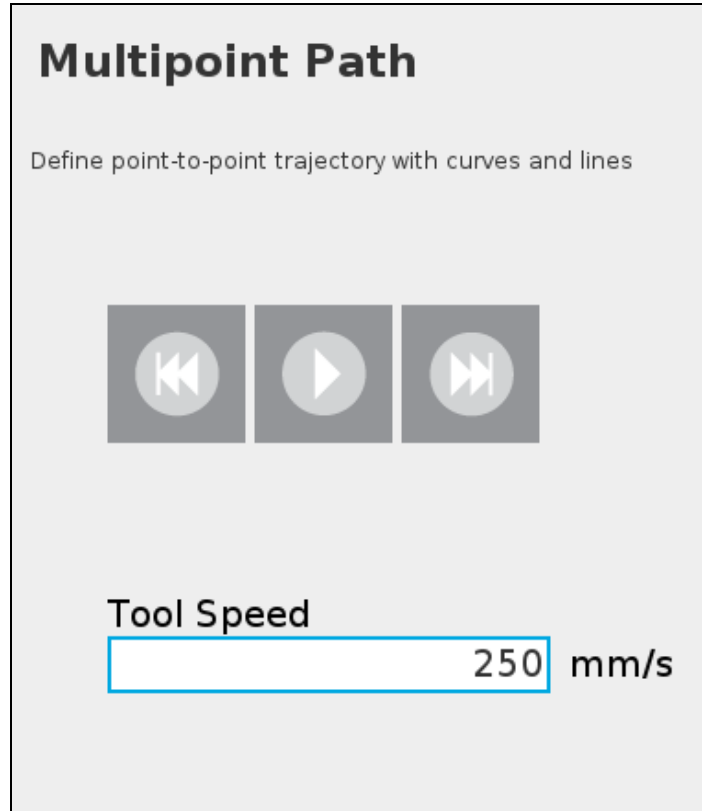 Multipoint Path
Define point-to-point trajectory with curves and lines
Tool Speed
250 mm/s